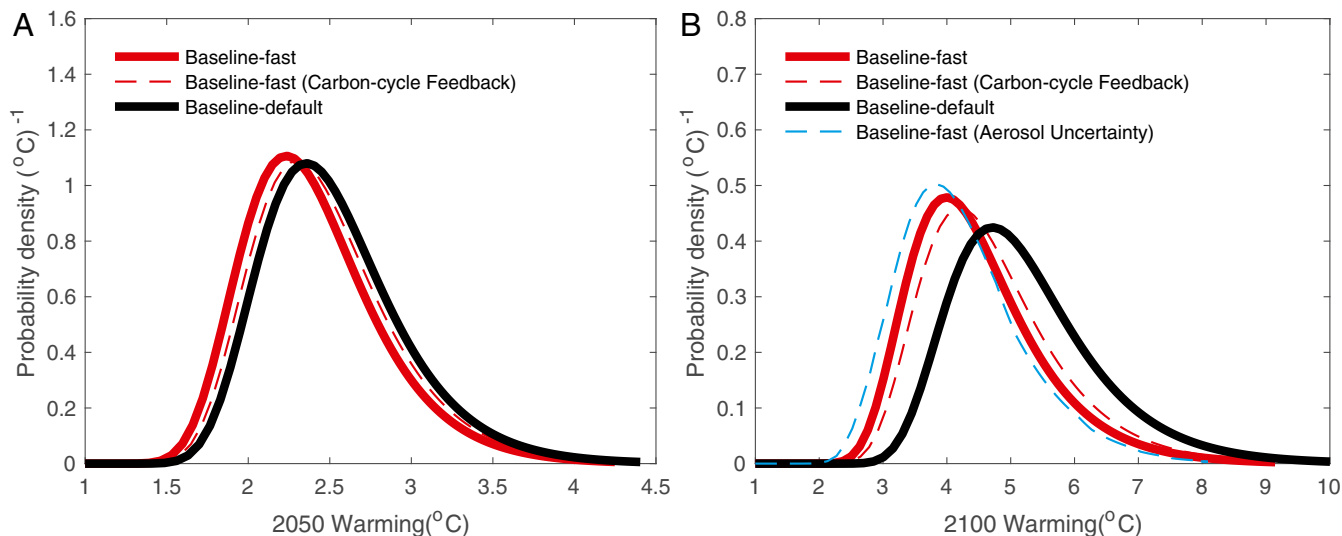 A
Probability density (°C)⁻¹
1.6
1.4
1.2
1
0.8
0.6
0.4
0.2
0
Baseline-fast
Baseline-fast (Carbon-cycle Feedback)
Baseline-default
1 1.5 2 2.5 3 3.5 4 4.5
2050 Warming(°C)
B
Probability density (°C)⁻¹
0.8
0.7
0.6
0.5
0.4
0.3
0.2
0.1
0
Baseline-fast
Baseline-fast (Carbon-cycle Feedback)
Baseline-default
Baseline-fast (Aerosol Uncertainty)
1 2 3 4 5 6 7 8 9 10
2100 Warming(°C)